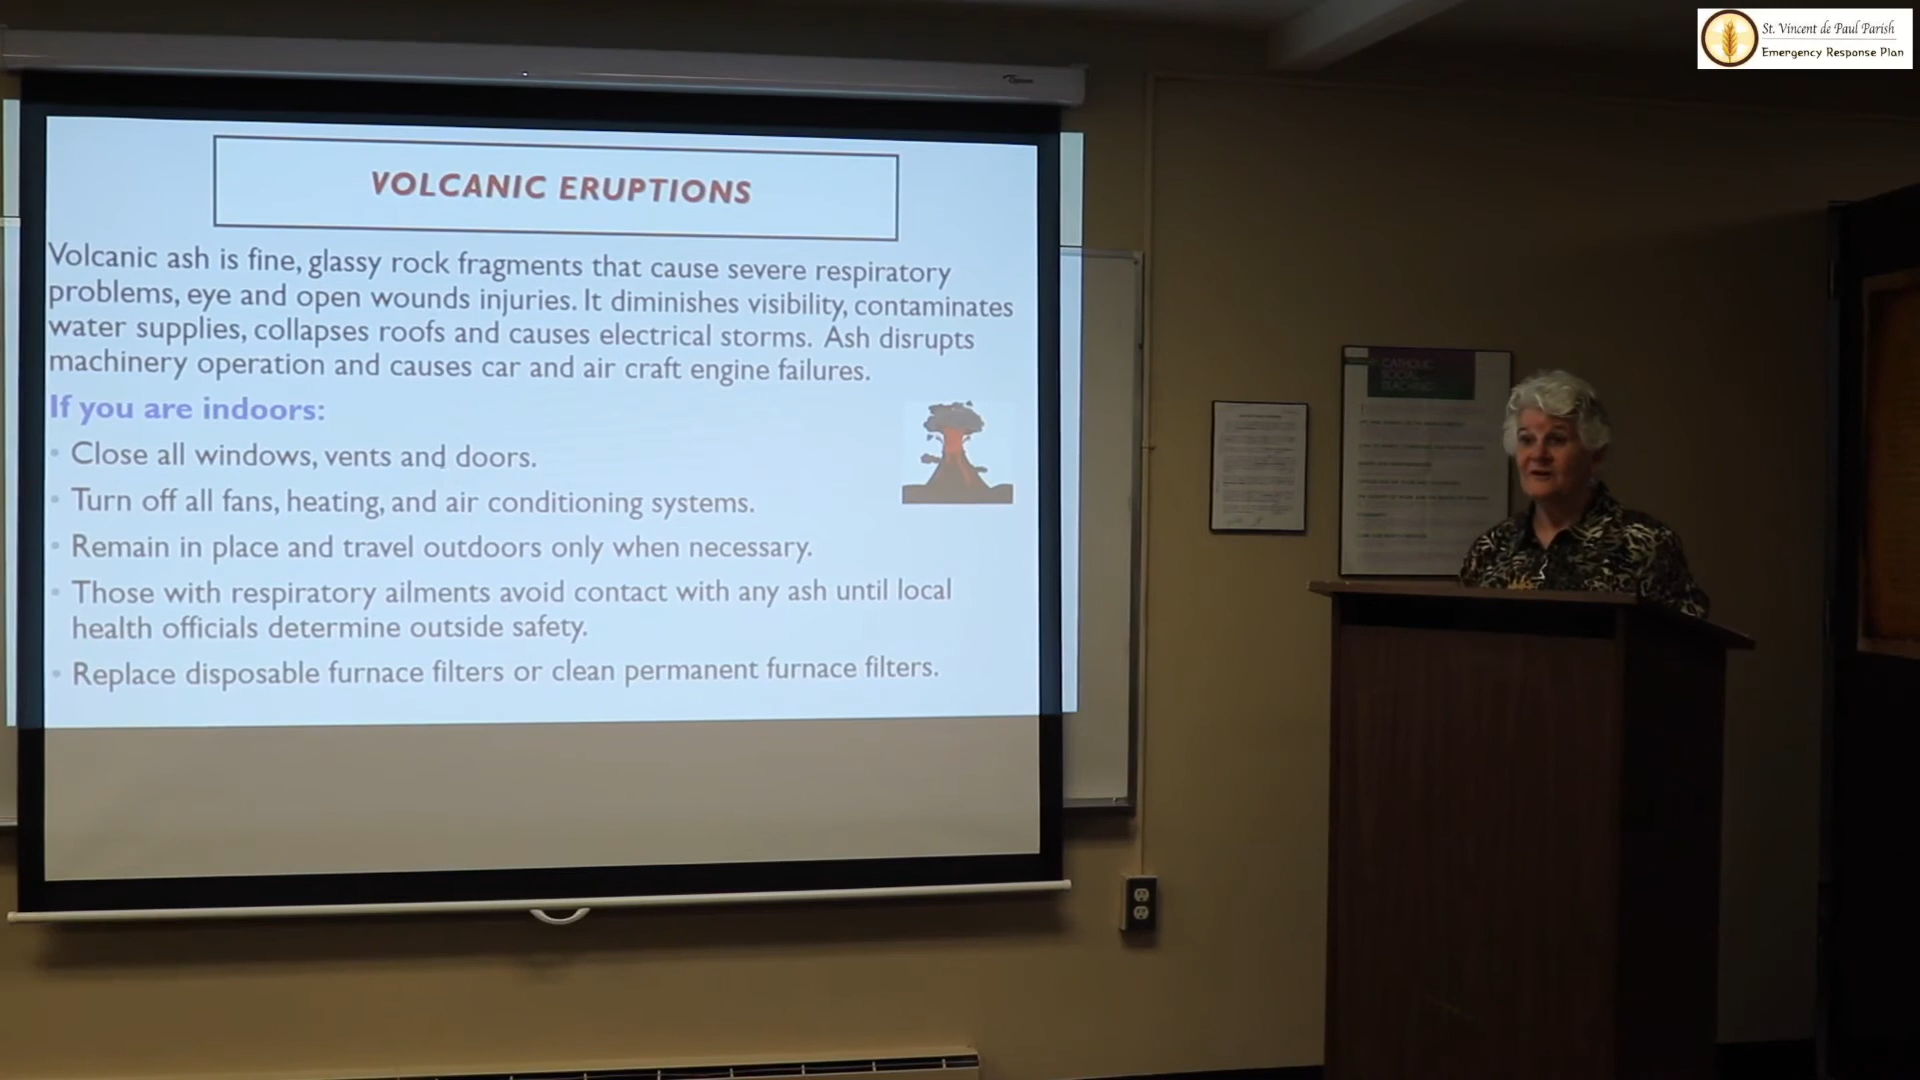 St. Vincent de Paul Parish
Emergency Response Plan
VOLCANIC ERUPTIONS
Volcanic ash is fine, glassy rock fragments that cause severe respiratory
problems, eye and open wounds injuries. It diminishes visibility, contaminates
water supplies, collapses roofs and causes electrical storms. Ash disrupts
machinery operation and causes car and air craft engine failures.
If you are indoors:
• Close all windows, vents and doors.
• Turn off all fans, heating, and air conditioning systems.
• Remain in place and travel outdoors only when necessary.
• Those with respiratory ailments avoid contact with any ash until local
health officials determine outside safety.
• Replace disposable furnace filters or clean permanent furnace filters.
CATHOLIC
SOCIAL
TEACHING